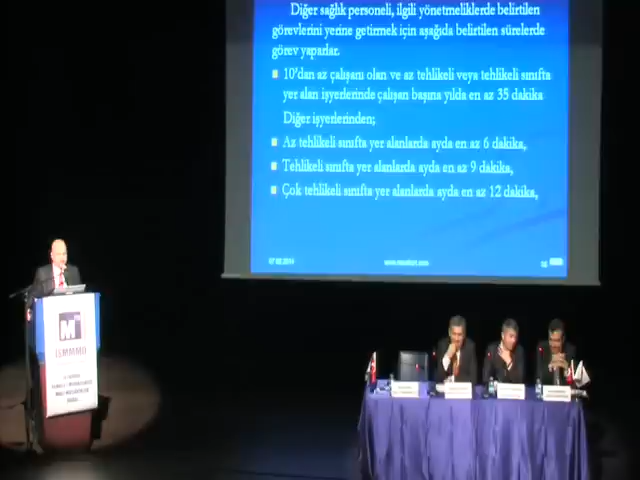 Diğer sağlık personeli, ilgili yönetmeliklerde belirtilen
görevlerini yerine getirmek için aşağıda belirtilen sürelerde
görev yaparlar.
10'dan az çalışanı olan ve az tehlikeli veya tehlikeli sınıfta
yer alan işyerlerinde çalışan başına yılda en az 35 dakika
Diğer işyerlerinden;
Az tehlikeli sınıfta yer alanlarda ayda en az 6 dakika,
Tehlikeli sınıfta yer alanlarda ayda en az 9 dakika,
Çok tehlikeli sınıfta yer alanlarda ayda en az 12 dakika,
M